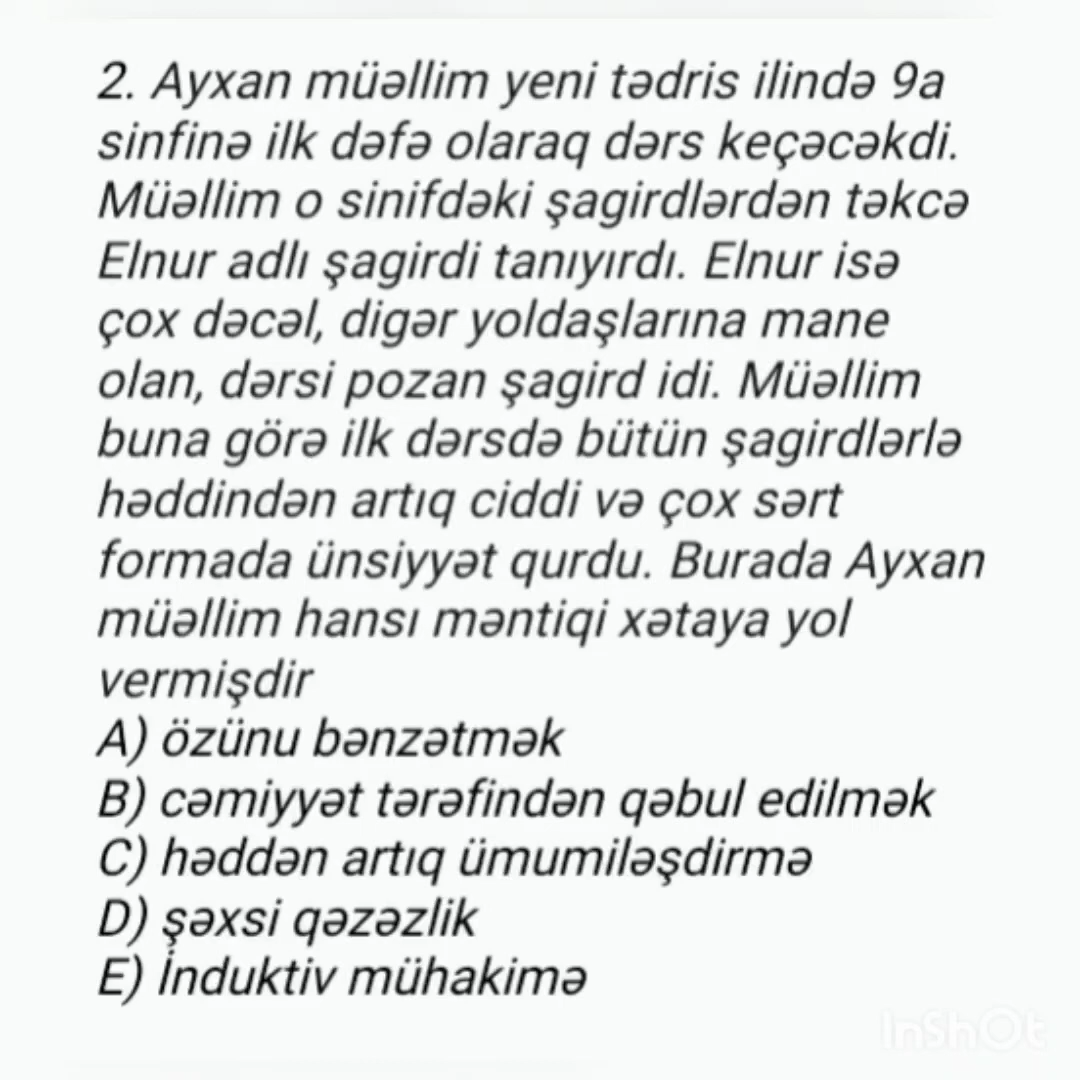 2. Ayxan müəllim yeni tədris ilində 9a
sinfinə ilk dəfə olaraq dərs keçəcəkdi.
Müəllim o sinifdəki şagirdlərdən təkcə
Elnur adlı şagirdi tanıyırdı. Elnur isə
çox dəcəl, digər yoldaşlarına mane
olan, dərsi pozan şagird idi. Müəllim
buna görə ilk dərsdə bütün şagirdlərlə
həddindən artıq ciddi və çox sərt
formada ünsiyyət qurdu. Burada Ayxan
müəllim hansı məntiqi xətaya yol
vermişdir
A) özünu bənzətmək
B) cəmiyyət tərəfindən qəbul edilmək
C) həddən artıq ümumiləşdirmə
D) şəxsi qəzəzlik
E) İnduktiv mühakimə
InShOt